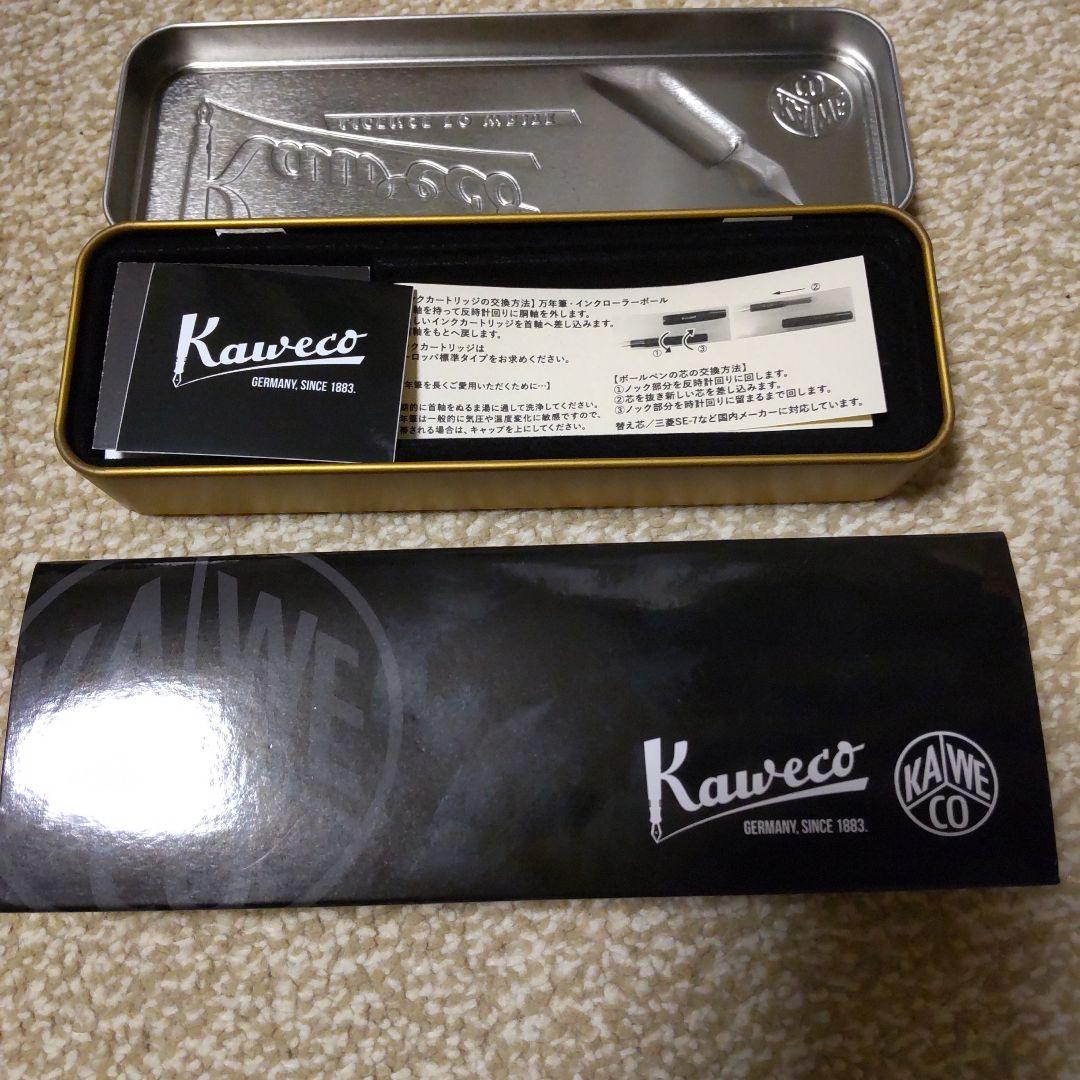 LICENCE TO WRITE
KAWECO
Kaweco
GERMANY, SINCE 1883.
クカートリッジの交換方法】万年筆・インクローラーボール
軸を持って反時計回りに胴軸を外します。
しいインクカートリッジを首軸へ差し込みます。
軸をもとへ戻します。
クカートリッジは
ーロッパ標準タイプをお求めください。
年筆を長くご愛用いただくために…】
期的に首軸をぬるま湯に通して洗浄してください。
年筆は一般的に気圧や温度変化に敏感ですので、
帯される場合は、キャップを上にしてください。
②
① ③
【ボールペンの芯の交換方法】
①ノック部分を反時計回りに回します。
②芯を抜き新しい芯を差し込みます。
③ノック部分を時計回りに留まるまで回します。
替え芯／三菱SE-7など国内メーカーに対応しています。
KAWE
Kaweco
GERMANY, SINCE 1883.
KAWE
CO